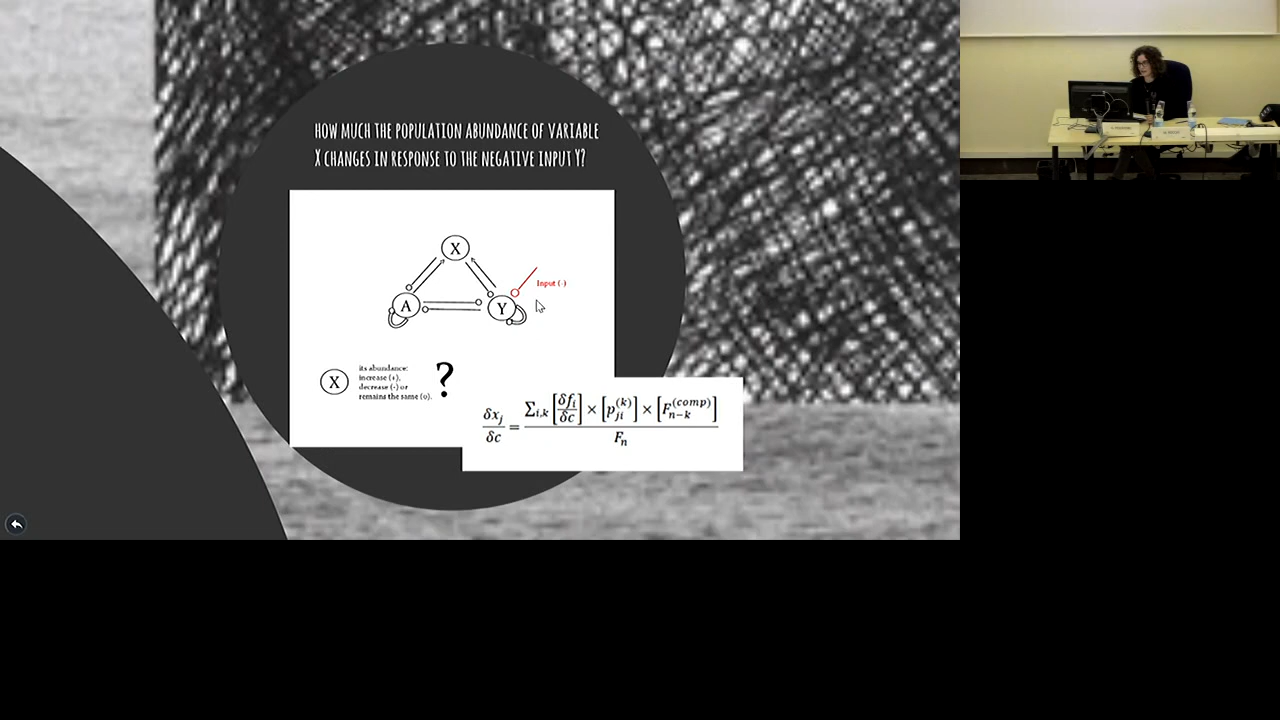 HOW MUCH THE POPULATION ABUNDANCE OF VARIABLE
X CHANGES IN RESPONSE TO THE NEGATIVE INPUT Y?
X
Input (-)
A
Y
X
its abundance:
increase (+),
decrease (-) or
remains the same (0).
?
δx_j/δc = Σ_{i,k} [δf_i/δc] × [p_{ji}^{(k)}] × [F_{n-k}^{(comp)}] / F_n